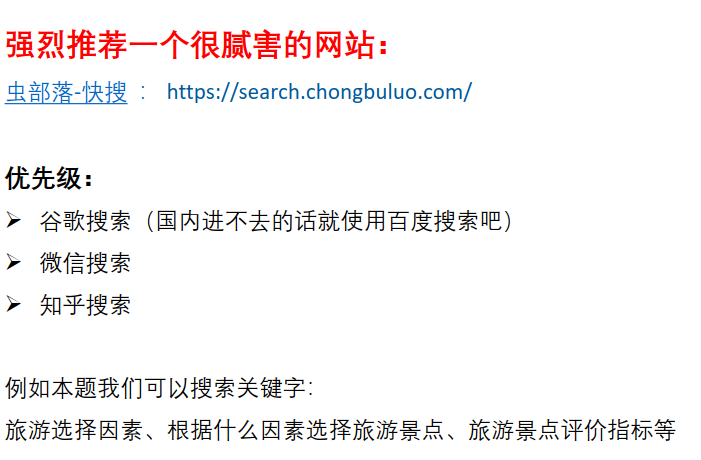 强烈推荐一个很腻害的网站：
虫部落-快搜 ： https://search.chongbuluo.com/
优先级：
➢ 谷歌搜索（国内进不去的话就使用百度搜索吧）
➢ 微信搜索
➢ 知乎搜索
例如本题我们可以搜索关键字：
旅游选择因素、根据什么因素选择旅游景点、旅游景点评价指标等